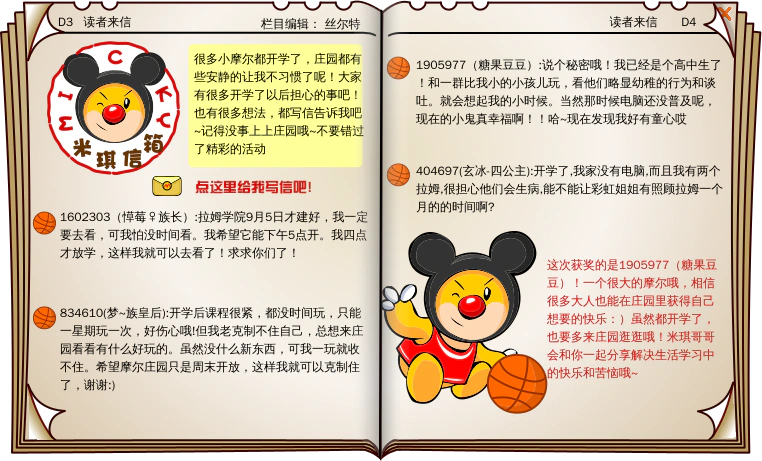 D3 读者来信
栏目编辑： 丝尔特
MICKY
米琪信箱
很多小摩尔都开学了，庄园都有
些安静的让我不习惯了呢！大家
有很多开学了以后担心的事吧！
也有很多想法，都写信告诉我吧
~记得没事上上庄园哦~不要错过
了精彩的活动
点这里给我写信吧！
1602303（愺莓♀族长）:拉姆学院9月5日才建好，我一定
要去看，可我怕没时间看。我希望它能下午5点开。我四点
才放学，这样我就可以去看了！求求你们了！
834610(梦~族皇后):开学后课程很紧，都没时间玩，只能
一星期玩一次，好伤心哦!但我老克制不住自己，总想来庄
园看看有什么好玩的。虽然没什么新东西，可我一玩就收
不住。希望摩尔庄园只是周末开放，这样我就可以克制住
了，谢谢:)
读者来信 D4
1905977（糖果豆豆）:说个秘密哦！我已经是个高中生了
！和一群比我小的小孩儿玩，看他们略显幼稚的行为和谈
吐。就会想起我的小时候。当然那时候电脑还没普及呢，
现在的小鬼真幸福啊！！哈~现在发现我好有童心哎
404697(玄冰-四公主):开学了,我家没有电脑,而且我有两个
拉姆,很担心他们会生病,能不能让彩虹姐姐有照顾拉姆一个
月的的时间啊?
这次获奖的是1905977（糖果豆
豆）！一个很大的摩尔哦，相信
很多大人也能在庄园里获得自己
想要的快乐：）虽然都开学了，
也要多来庄园逛逛哦！米琪哥哥
会和你一起分享解决生活学习中
的快乐和苦恼哦~